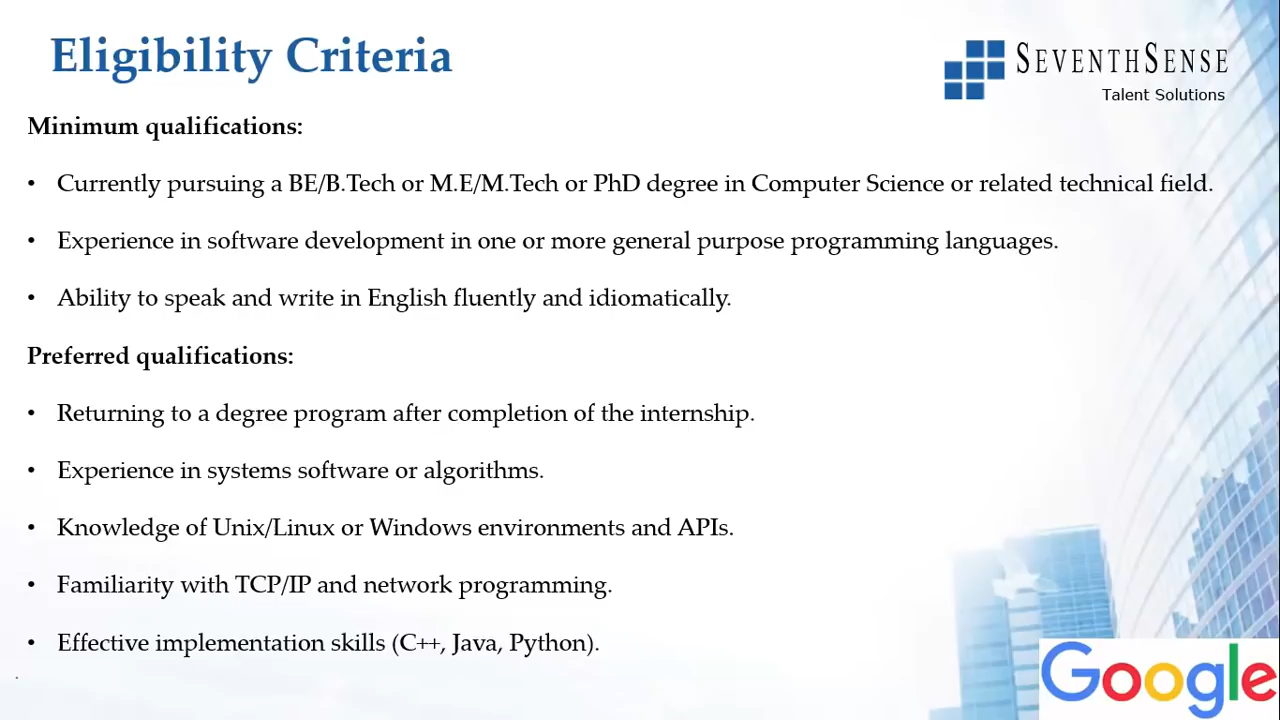 Eligibility Criteria
SEVENTHSENSE
Talent Solutions
Minimum qualifications:
• Currently pursuing a BE/B.Tech or M.E/M.Tech or PhD degree in Computer Science or related technical field.
• Experience in software development in one or more general purpose programming languages.
• Ability to speak and write in English fluently and idiomatically.
Preferred qualifications:
• Returning to a degree program after completion of the internship.
• Experience in systems software or algorithms.
• Knowledge of Unix/Linux or Windows environments and APIs.
• Familiarity with TCP/IP and network programming.
• Effective implementation skills (C++, Java, Python).
.
Google